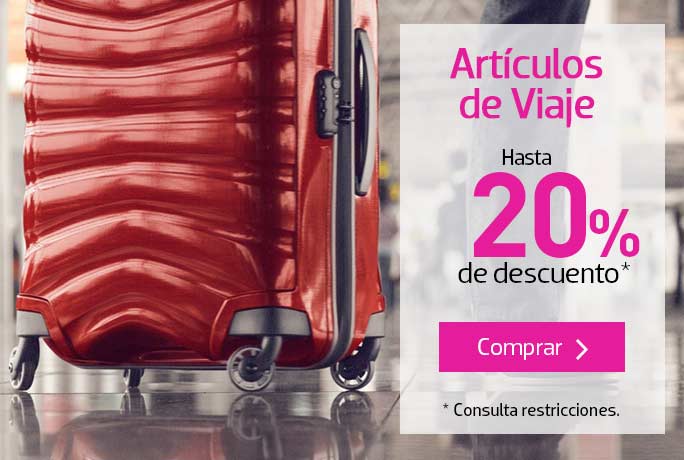 Artículos
de Viaje
Hasta
20%
de descuento*
Comprar
* Consulta restricciones.